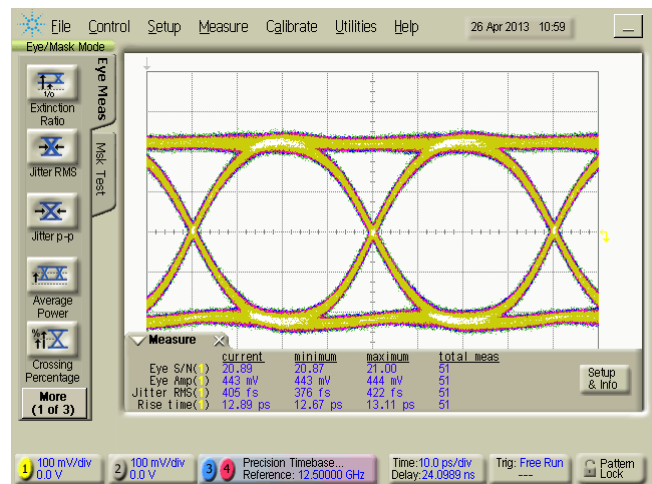 File Control Setup Measure Calibrate Utilities Help 26 Apr 2013 10:59
Eye/Mask Mode
Eye Meas
Msk Test
Extinction
Ratio
Jitter RMS
Jitter p-p
Average
Power
Crossing
Percentage
More
(1 of 3)
Measure
current minimum maximum total meas
Eye S/N(1) 20.89 20.87 21.00 51
Eye Amp(1) 443 mV 443 mV 444 mV 51
Jitter RMS(1) 405 fs 376 fs 422 fs 51
Rise time(1) 12.89 ps 12.67 ps 13.11 ps 51
Setup
& Info
1 100 mV/div
0.0 V
2 100 mV/div
0.0 V
3 4 Precision Timebase...
Reference: 12.50000 GHz
Time:10.0 ps/div
Delay:24.0989 ns
Trig: Free Run
---
Pattern
Lock